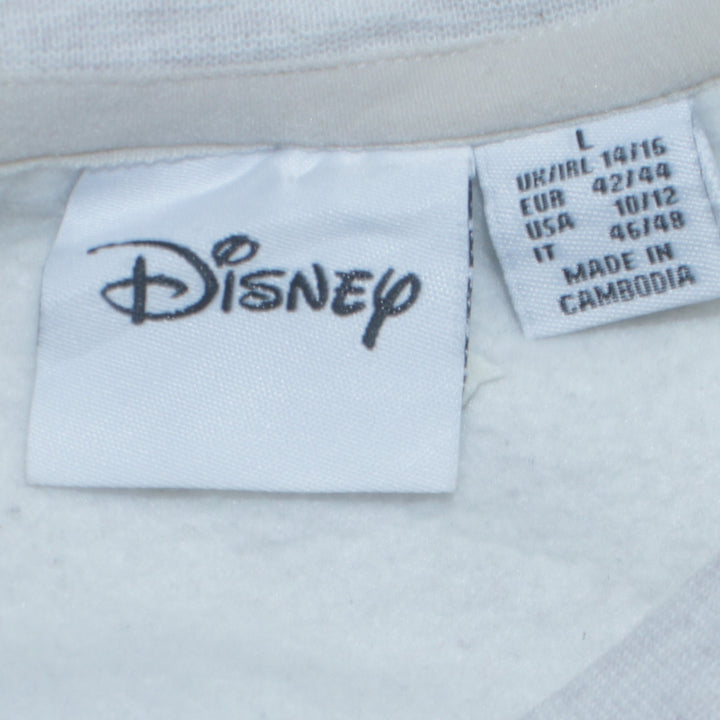 Disney
L
UK/IRL 14/16
EUR 42/44
USA 10/12
IT 46/48
MADE IN
CAMBODIA